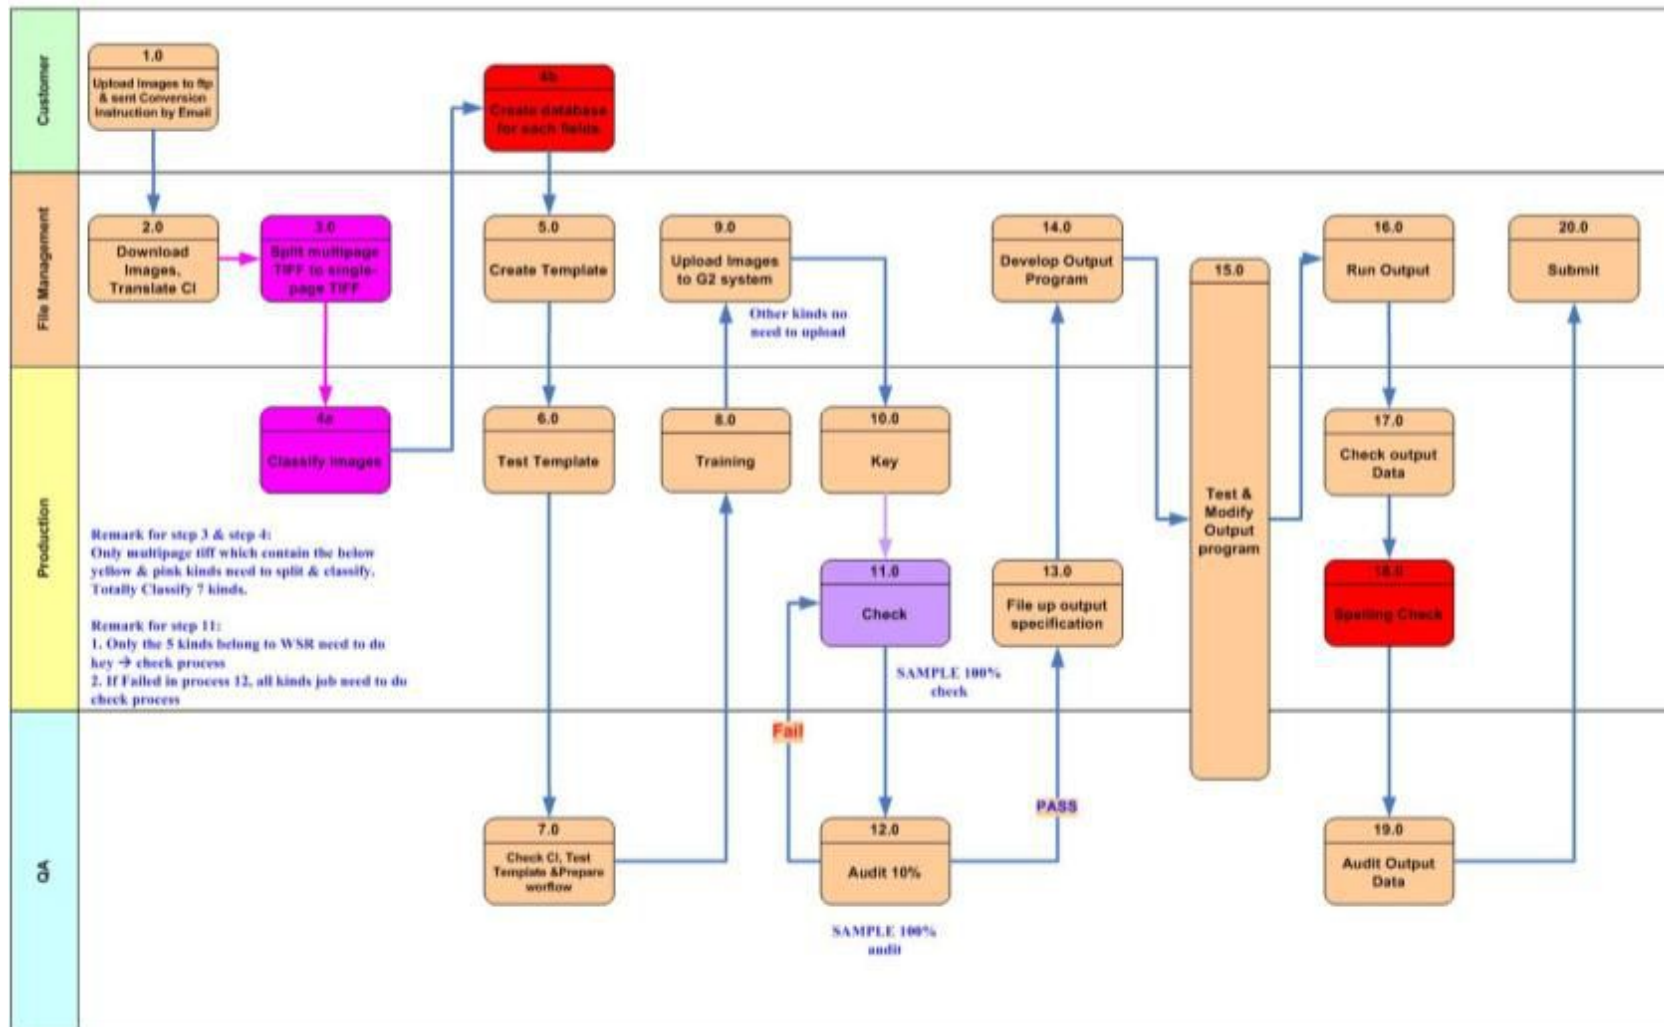 Customer
1.0
Upload Images to ftp
& sent Conversion
Instruction by Email
4b
Create database
for each fields
File Management
2.0
Download
Images,
Translate CI
3.0
Split multipage
TIFF to single-
page TIFF
5.0
Create Template
9.0
Upload Images
to G2 system
Other kinds no
need to upload
14.0
Develop Output
Program
15.0
Test &
Modify
Output
program
16.0
Run Output
20.0
Submit
Production
4a
Classify Images
6.0
Test Template
8.0
Training
10.0
Key
17.0
Check output
Data
Remark for step 3 & step 4:
Only multipage tiff which contain the below
yellow & pink kinds need to split & classify.
Totally Classify 7 kinds.
Remark for step 11:
1. Only the 5 kinds belong to WSR need to do
key → check process
2. If Failed in process 12, all kinds job need to do
check process
11.0
Check
SAMPLE 100%
check
13.0
File up output
specification
18.0
Spelling Check
QA
Fail
PASS
7.0
Check CI, Test
Template &Prepare
worflow
12.0
Audit 10%
SAMPLE 100%
audit
19.0
Audit Output
Data